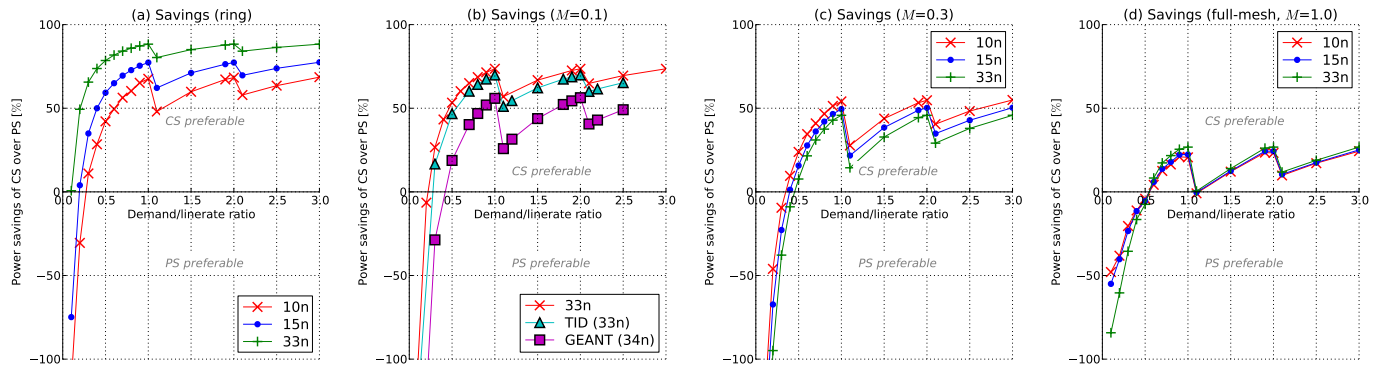 (a) Savings (ring)
Power savings of CS over PS [%]
100
50
0
−50
−100
0.0
0.5
1.0
1.5
2.0
2.5
3.0
Demand/linerate ratio
CS preferable
PS preferable
10n
15n
33n
(b) Savings (M=0.1)
Power savings of CS over PS [%]
100
50
0
−50
−100
0.0
0.5
1.0
1.5
2.0
2.5
3.0
Demand/linerate ratio
CS preferable
PS preferable
33n
TID (33n)
GEANT (34n)
(c) Savings (M=0.3)
Power savings of CS over PS [%]
100
50
0
−50
−100
0.0
0.5
1.0
1.5
2.0
2.5
3.0
Demand/linerate ratio
CS preferable
PS preferable
10n
15n
33n
(d) Savings (full-mesh, M=1.0)
Power savings of CS over PS [%]
100
50
0
−50
−100
0.0
0.5
1.0
1.5
2.0
2.5
3.0
Demand/linerate ratio
CS preferable
PS preferable
10n
15n
33n